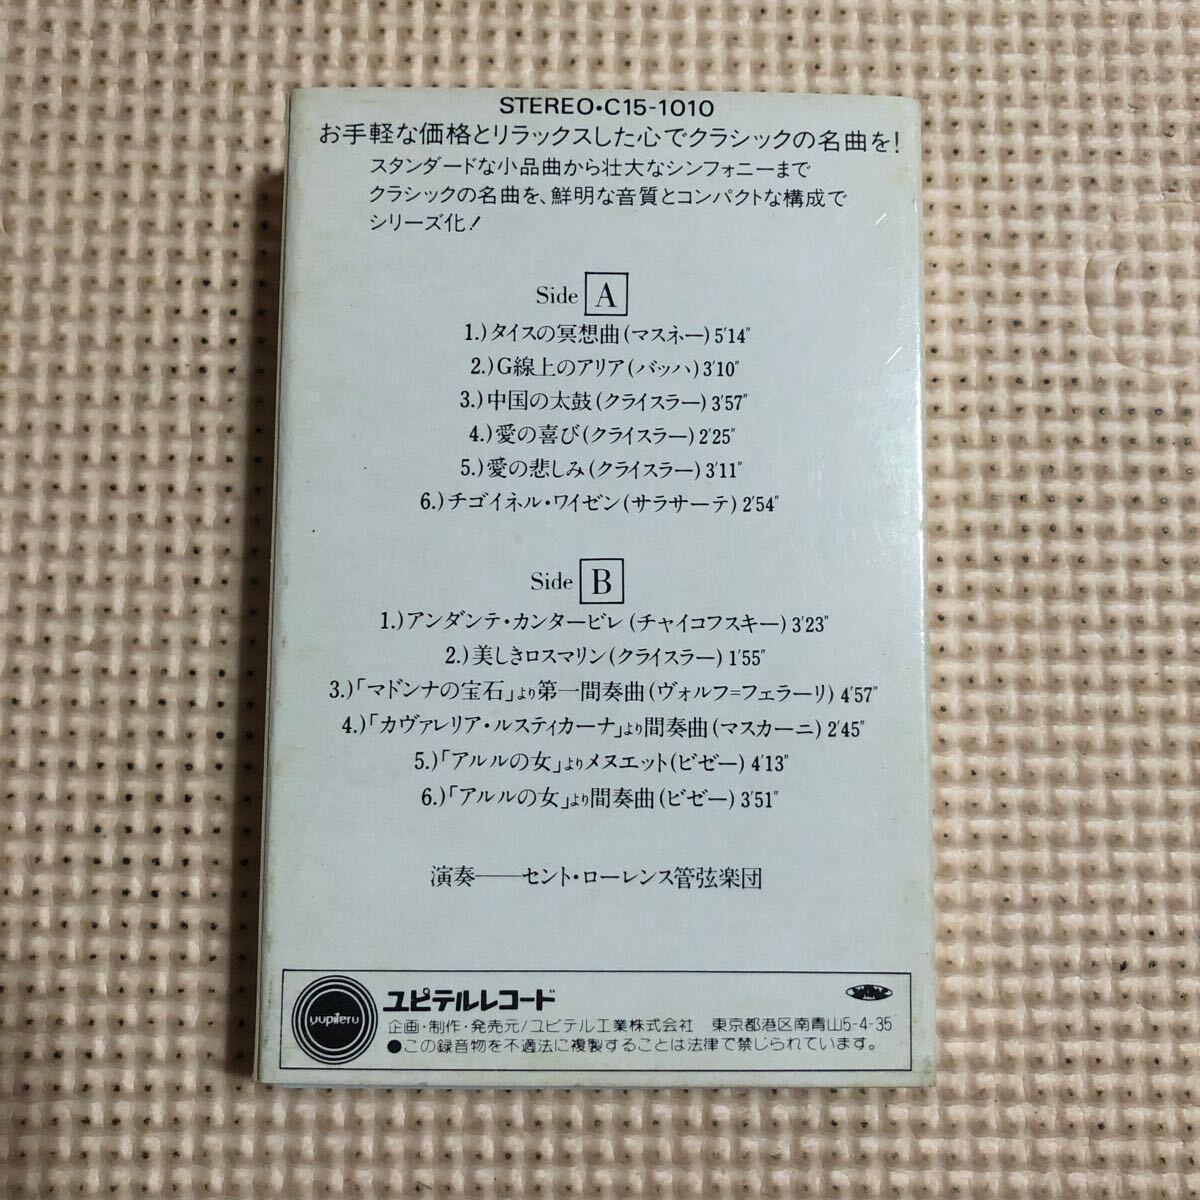 STEREO•C15-1010
お手軽な価格とリラックスした心でクラシックの名曲を!
スタンダードな小品曲から壮大なシンフォニーまで
クラシックの名曲を、鮮明な音質とコンパクトな構成で
シリーズ化!
Side A
1.)タイスの冥想曲(マスネー)5'14"
2.)G線上のアリア(バッハ)3'10"
3.)中国の太鼓(クライスラー)3'57"
4.)愛の喜び(クライスラー)2'25"
5.)愛の悲しみ(クライスラー)3'11"
6.)チゴイネル・ワイゼン(サラサーテ)2'54"
Side B
1.)アンダンテ・カンタービレ(チャイコフスキー)3'23"
2.)美しきロスマリン(クライスラー)1'55"
3.)「マドンナの宝石」より第一間奏曲(ヴォルフ=フェラーリ)4'57"
4.)「カヴァレリア・ルスティカーナ」より間奏曲(マスカーニ)2'45"
5.)「アルルの女」よりメヌエット(ビゼー)4'13"
6.)「アルルの女」より間奏曲(ビゼー)3'51"
演奏——セント・ローレンス管弦楽団
yupiteru
ユピテルレコード
企画・制作・発売元/ユピテル工業株式会社 東京都港区南青山5-4-35
●この録音物を不適法に複製することは法律で禁じられています。